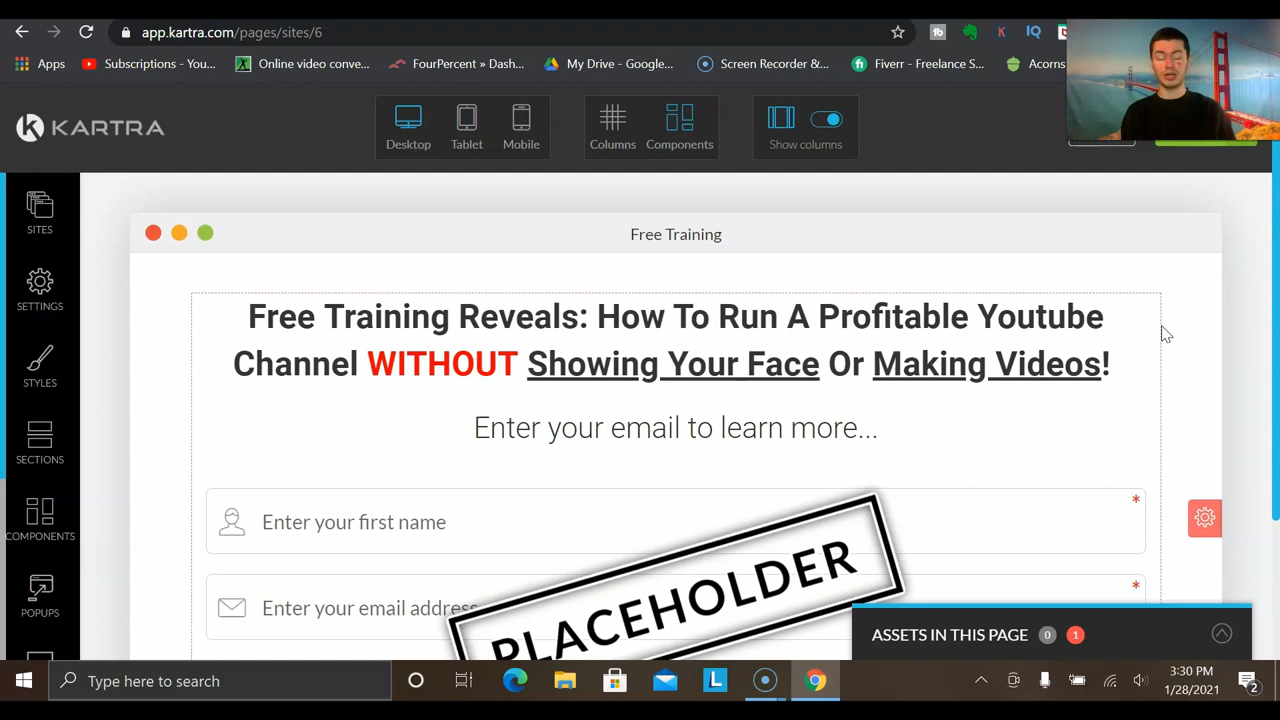 app.kartra.com/pages/sites/6
Apps
Subscriptions - You...
Online video conve...
FourPercent » Dash...
My Drive - Google...
Screen Recorder &...
Fiverr - Freelance S...
Acorns
KARTRA
Desktop
Tablet
Mobile
Columns
Components
Show columns
SITES
SETTINGS
STYLES
SECTIONS
COMPONENTS
POPUPS
Free Training
Free Training Reveals: How To Run A Profitable Youtube
Channel WITHOUT Showing Your Face Or Making Videos!
Enter your email to learn more...
Enter your first name
*
Enter your email address
*
PLACEHOLDER
ASSETS IN THIS PAGE 0 1
Type here to search
3:30 PM
1/28/2021
2